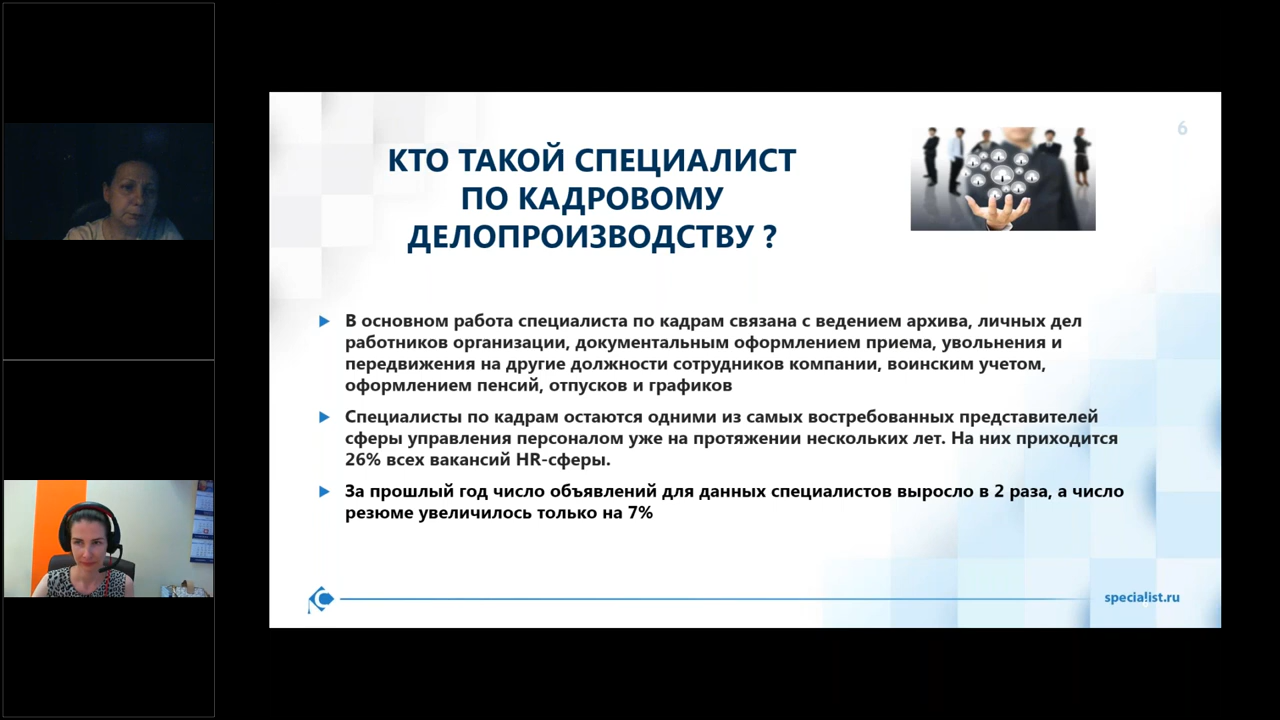 6
КТО ТАКОЙ СПЕЦИАЛИСТ
ПО КАДРОВОМУ
ДЕЛОПРОИЗВОДСТВУ ?
В основном работа специалиста по кадрам связана с ведением архива, личных дел
работников организации, документальным оформлением приема, увольнения и
передвижения на другие должности сотрудников компании, воинским учетом,
оформлением пенсий, отпусков и графиков
Специалисты по кадрам остаются одними из самых востребованных представителей
сферы управления персоналом уже на протяжении нескольких лет. На них приходится
26% всех вакансий HR-сферы.
За прошлый год число объявлений для данных специалистов выросло в 2 раза, а число
резюме увеличилось только на 7%
specialist.ru